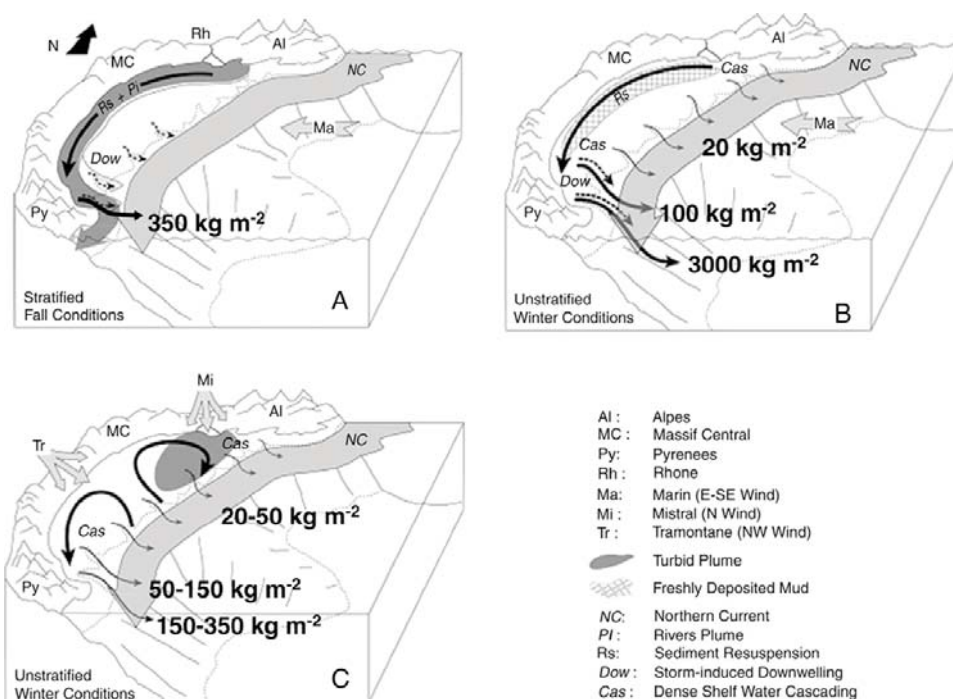 N
MC
Rh
Al
NC
Rs + Pi
Ma
Dow
Py
350 kg m-2
Stratified
Fall Conditions
A
MC
Al
Cas
NC
Rs
Ma
Cas
20 kg m-2
Dow
100 kg m-2
Py
3000 kg m-2
Unstratified
Winter Conditions
B
Mi
Al
MC
Tr
Cas
NC
20-50 kg m-2
Cas
50-150 kg m-2
Py
150-350 kg m-2
Unstratified
Winter Conditions
C
Al : Alpes
MC : Massif Central
Py: Pyrenees
Rh : Rhone
Ma: Marin (E-SE Wind)
Mi : Mistral (N Wind)
Tr : Tramontane (NW Wind)
Turbid Plume
Freshly Deposited Mud
NC: Northern Current
PI : Rivers Plume
Rs: Sediment Resuspension
Dow : Storm-induced Downwelling
Cas : Dense Shelf Water Cascading